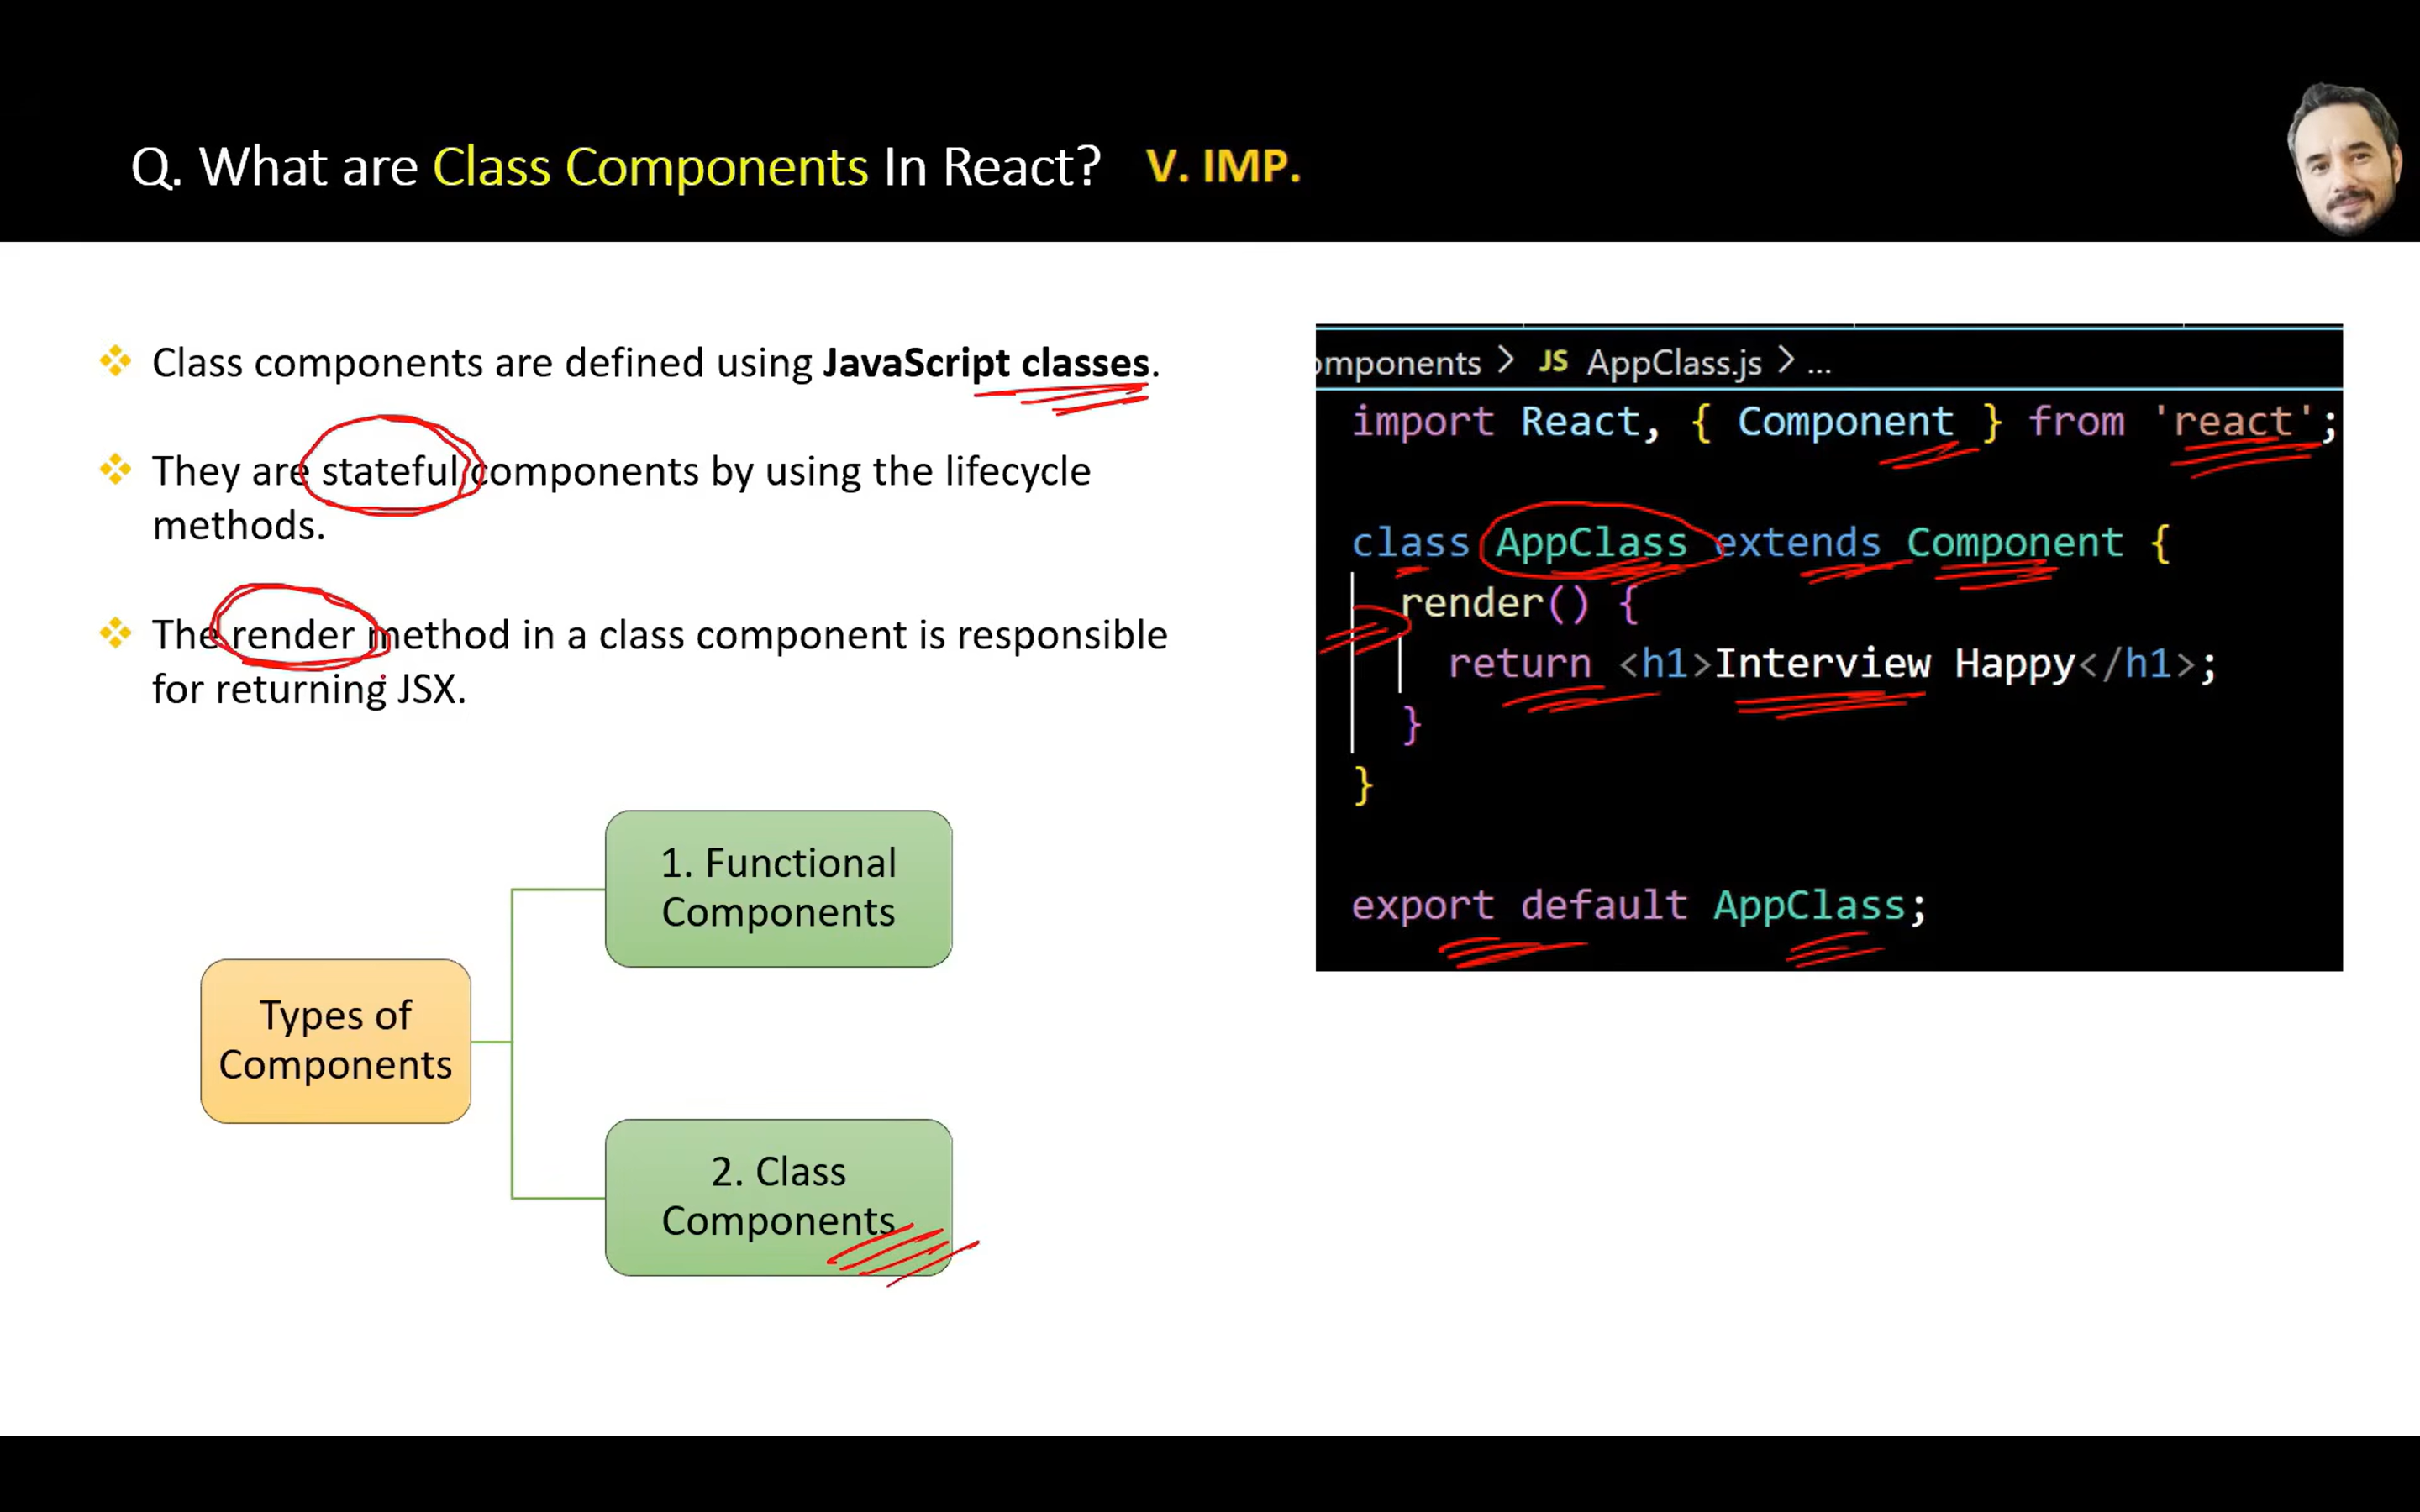 Q. What are Class Components In React? V. IMP.
Class components are defined using JavaScript classes.
They are stateful components by using the lifecycle
methods.
The render method in a class component is responsible
for returning JSX.
Types of
Components
1. Functional
Components
2. Class
Components
omponents > JS AppClass.js > ...
import React, { Component } from 'react';
class AppClass extends Component {
render() {
return <h1>Interview Happy</h1>;
}
}
export default AppClass;